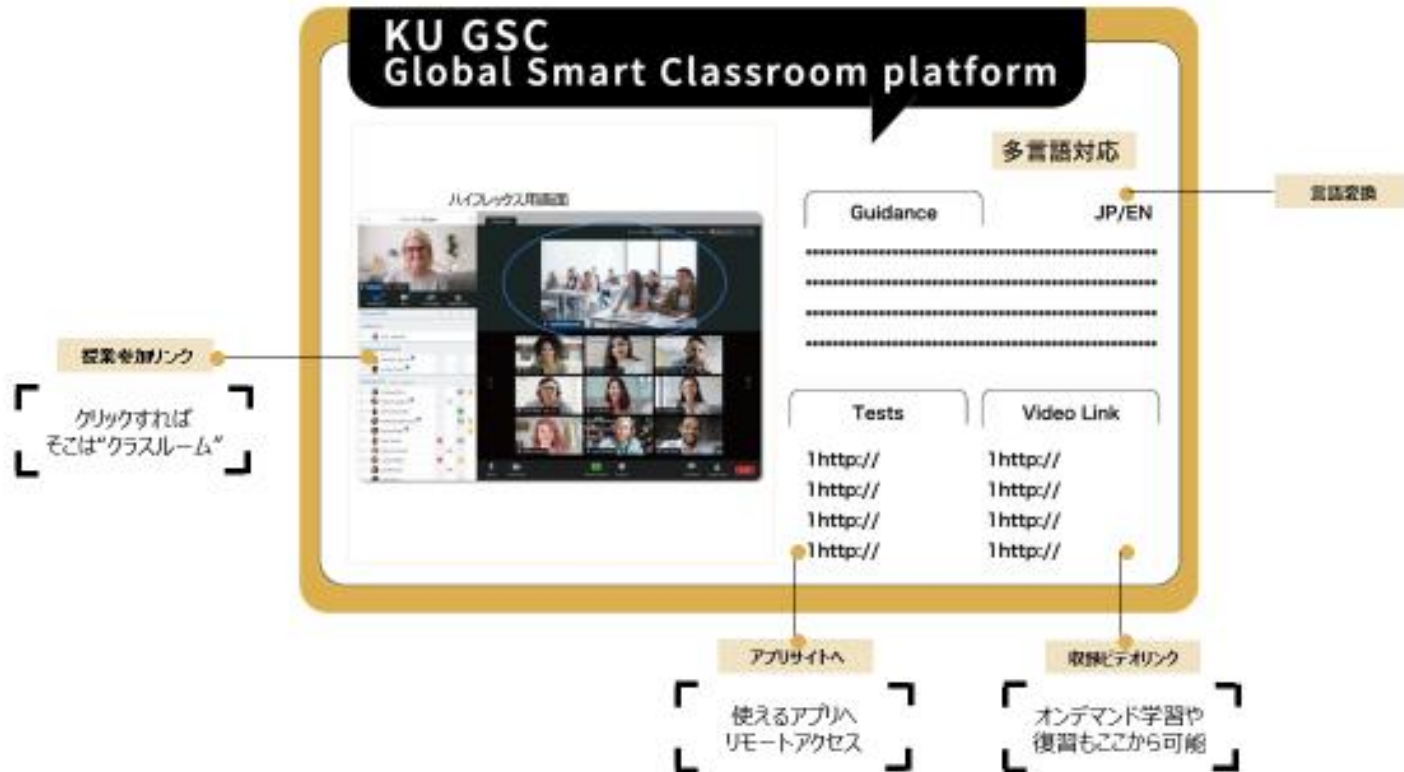 KU GSC
Global Smart Classroom platform
多言語対応
言語変換
ハイフレックス用画面
Guidance
JP/EN
授業参加リンク
クリックすれば
そこは“クラスルーム”
Tests
Video Link
1http://
1http://
1http://
1http://
1http://
1http://
1http://
1http://
アプリサイトへ
使えるアプリへ
リモートアクセス
収録ビデオリンク
オンデマンド学習や
復習もここから可能